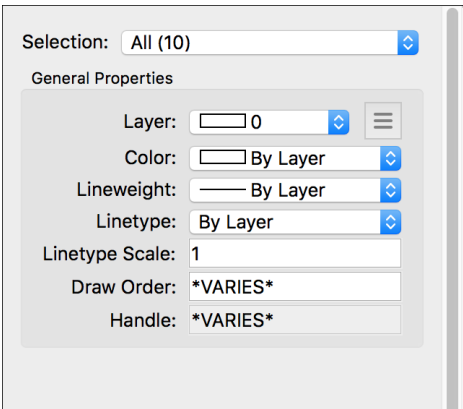 Selection: All (10)
General Properties
Layer: 0
Color: By Layer
Lineweight: By Layer
Linetype: By Layer
Linetype Scale: 1
Draw Order: *VARIES*
Handle: *VARIES*